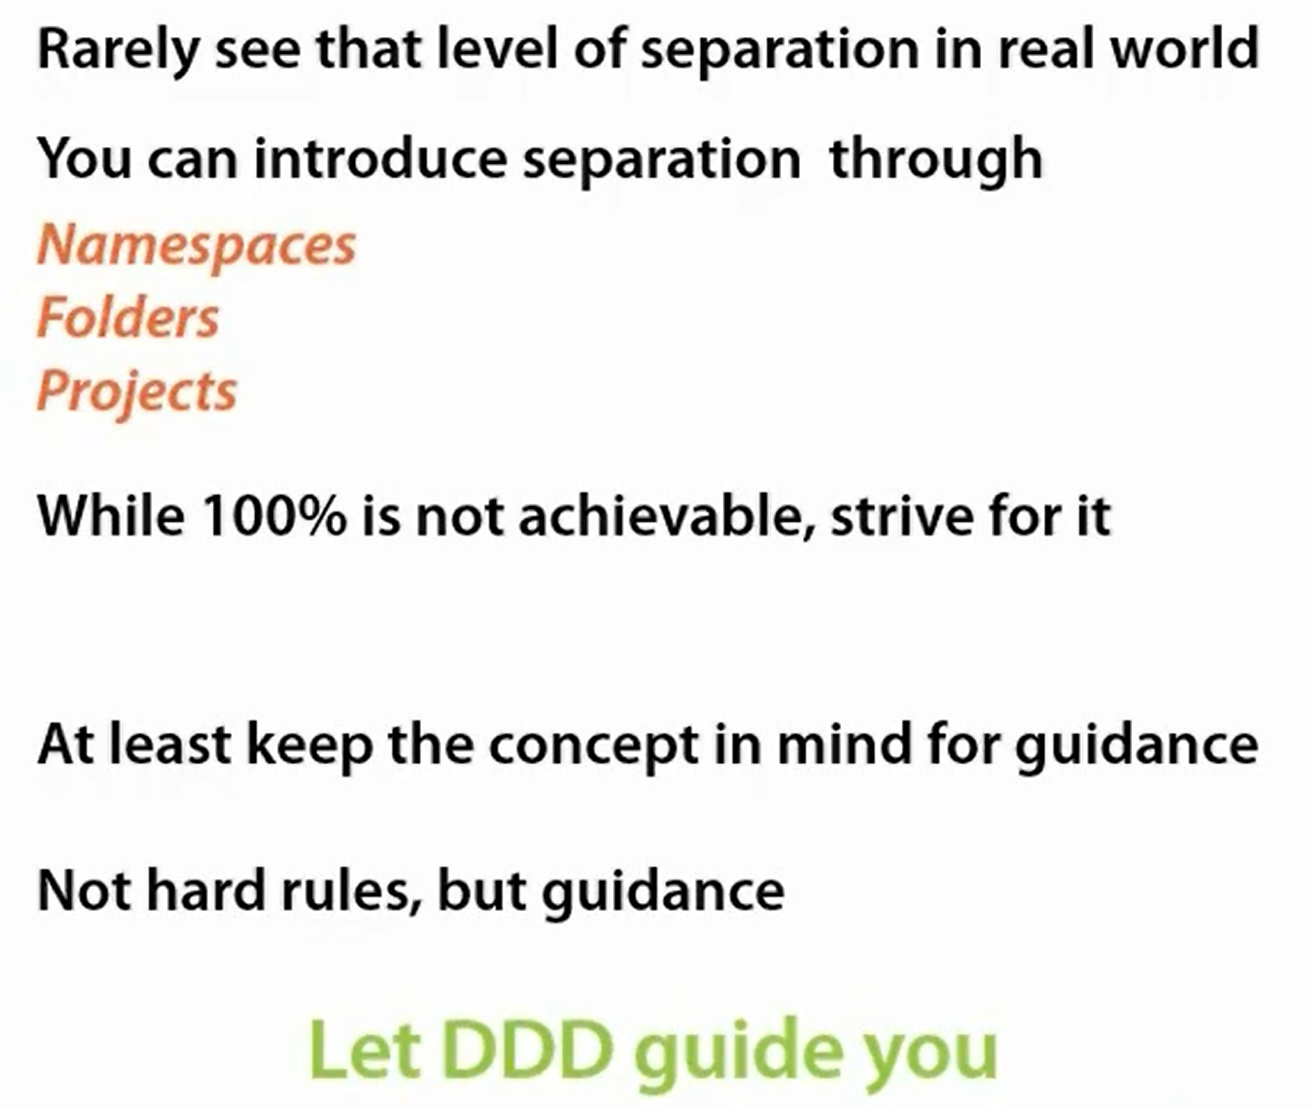 Rarely see that level of separation in real world
You can introduce separation through
Namespaces
Folders
Projects
While 100% is not achievable, strive for it
At least keep the concept in mind for guidance
Not hard rules, but guidance
Let DDD guide you